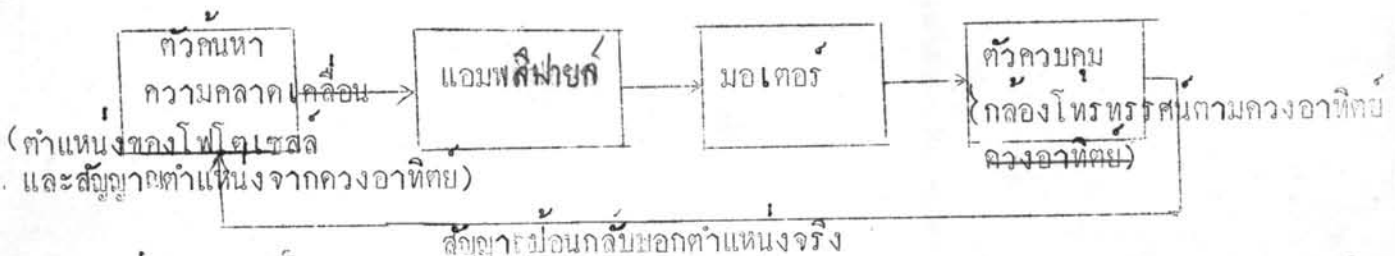 ตัวค้นหา
ความคลาดเคลื่อน
(ตำแหน่งของโฟโตเซลล์
และสัญญาณตำแหน่งจากดวงอาทิตย์)
แอมพลิฟายล์
มอเตอร์
ตัวควบคุม
(กล้องโทรทรรศน์ตามดวงอาทิตย์
ดวงอาทิตย์)
สัญญาณป้อนกลับบอกตำแหน่งจริง